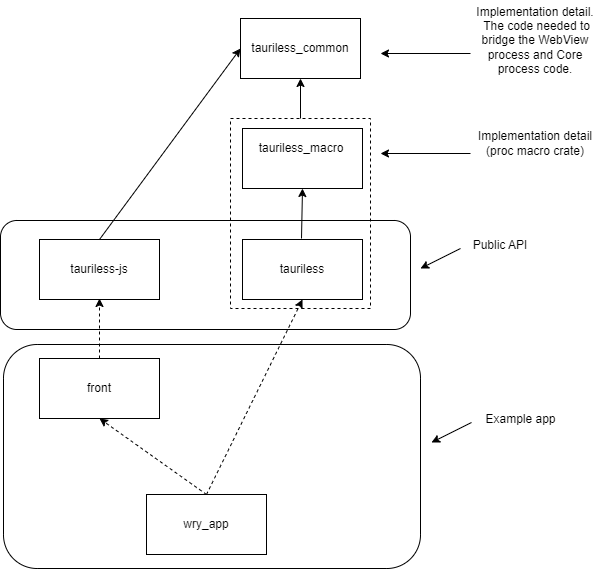 Implementation detail.
The code needed to
bridge the WebView
process and Core
process code.
tauriless_common
Implementation detail
(proc macro crate)
tauriless_macro
Public API
tauriless-js
tauriless
front
Example app
wry_app